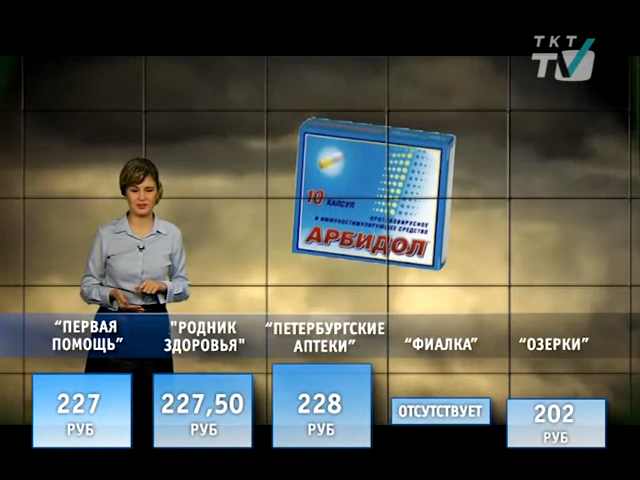 ТКТ
TV
10 КАПСУЛ
ПРОТИВОВИРУСНОЕ
И ИММУНОСТИМУЛИРУЮЩЕЕ СРЕДСТВО
АРБИДОЛ
“ПЕРВАЯ
ПОМОЩЬ”
"РОДНИК
ЗДОРОВЬЯ"
“ПЕТЕРБУРГСКИЕ
АПТЕКИ”
“ФИАЛКА”
“ОЗЕРКИ”
227
РУБ
227,50
РУБ
228
РУБ
ОТСУТСТВУЕТ
202
РУБ